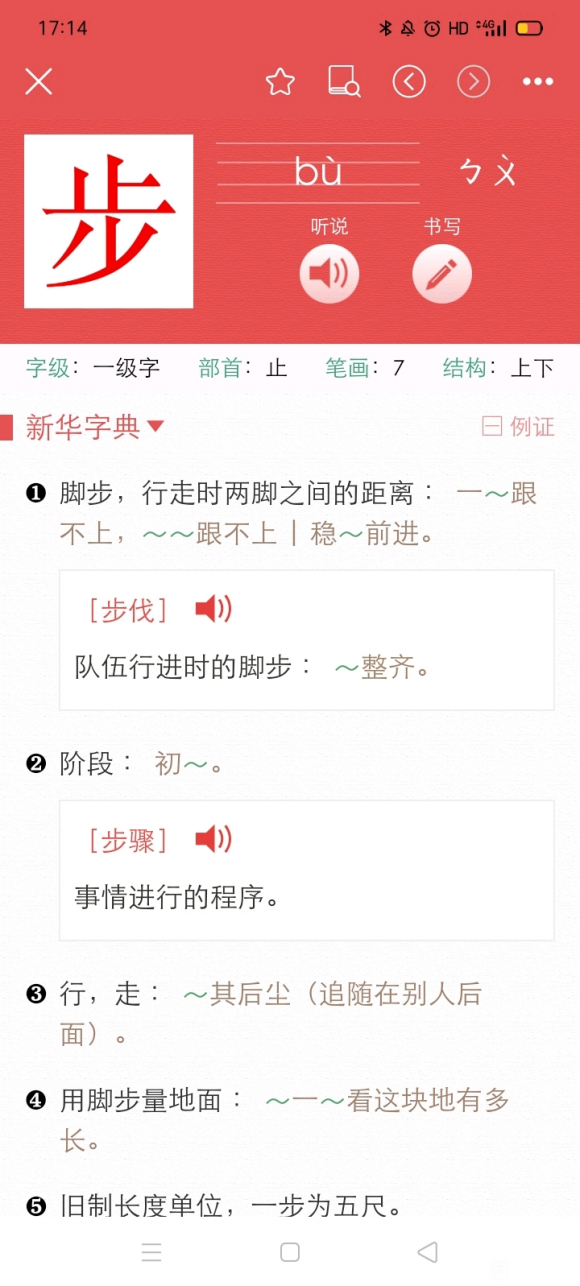 17:14 HD 4G
步
bù ㄅㄨˋ
听说 书写
字级：一级字 部首：止 笔画：7 结构：上下
新华字典 例证
❶ 脚步，行走时两脚之间的距离： 一～跟
不上，～～跟不上｜稳～前进。
［步伐］
队伍行进时的脚步： ～整齐。
❷ 阶段： 初～。
［步骤］
事情进行的程序。
❸ 行，走： ～其后尘（追随在别人后
面）。
❹ 用脚步量地面： ～一～看这块地有多
长。
❺ 旧制长度单位，一步为五尺。